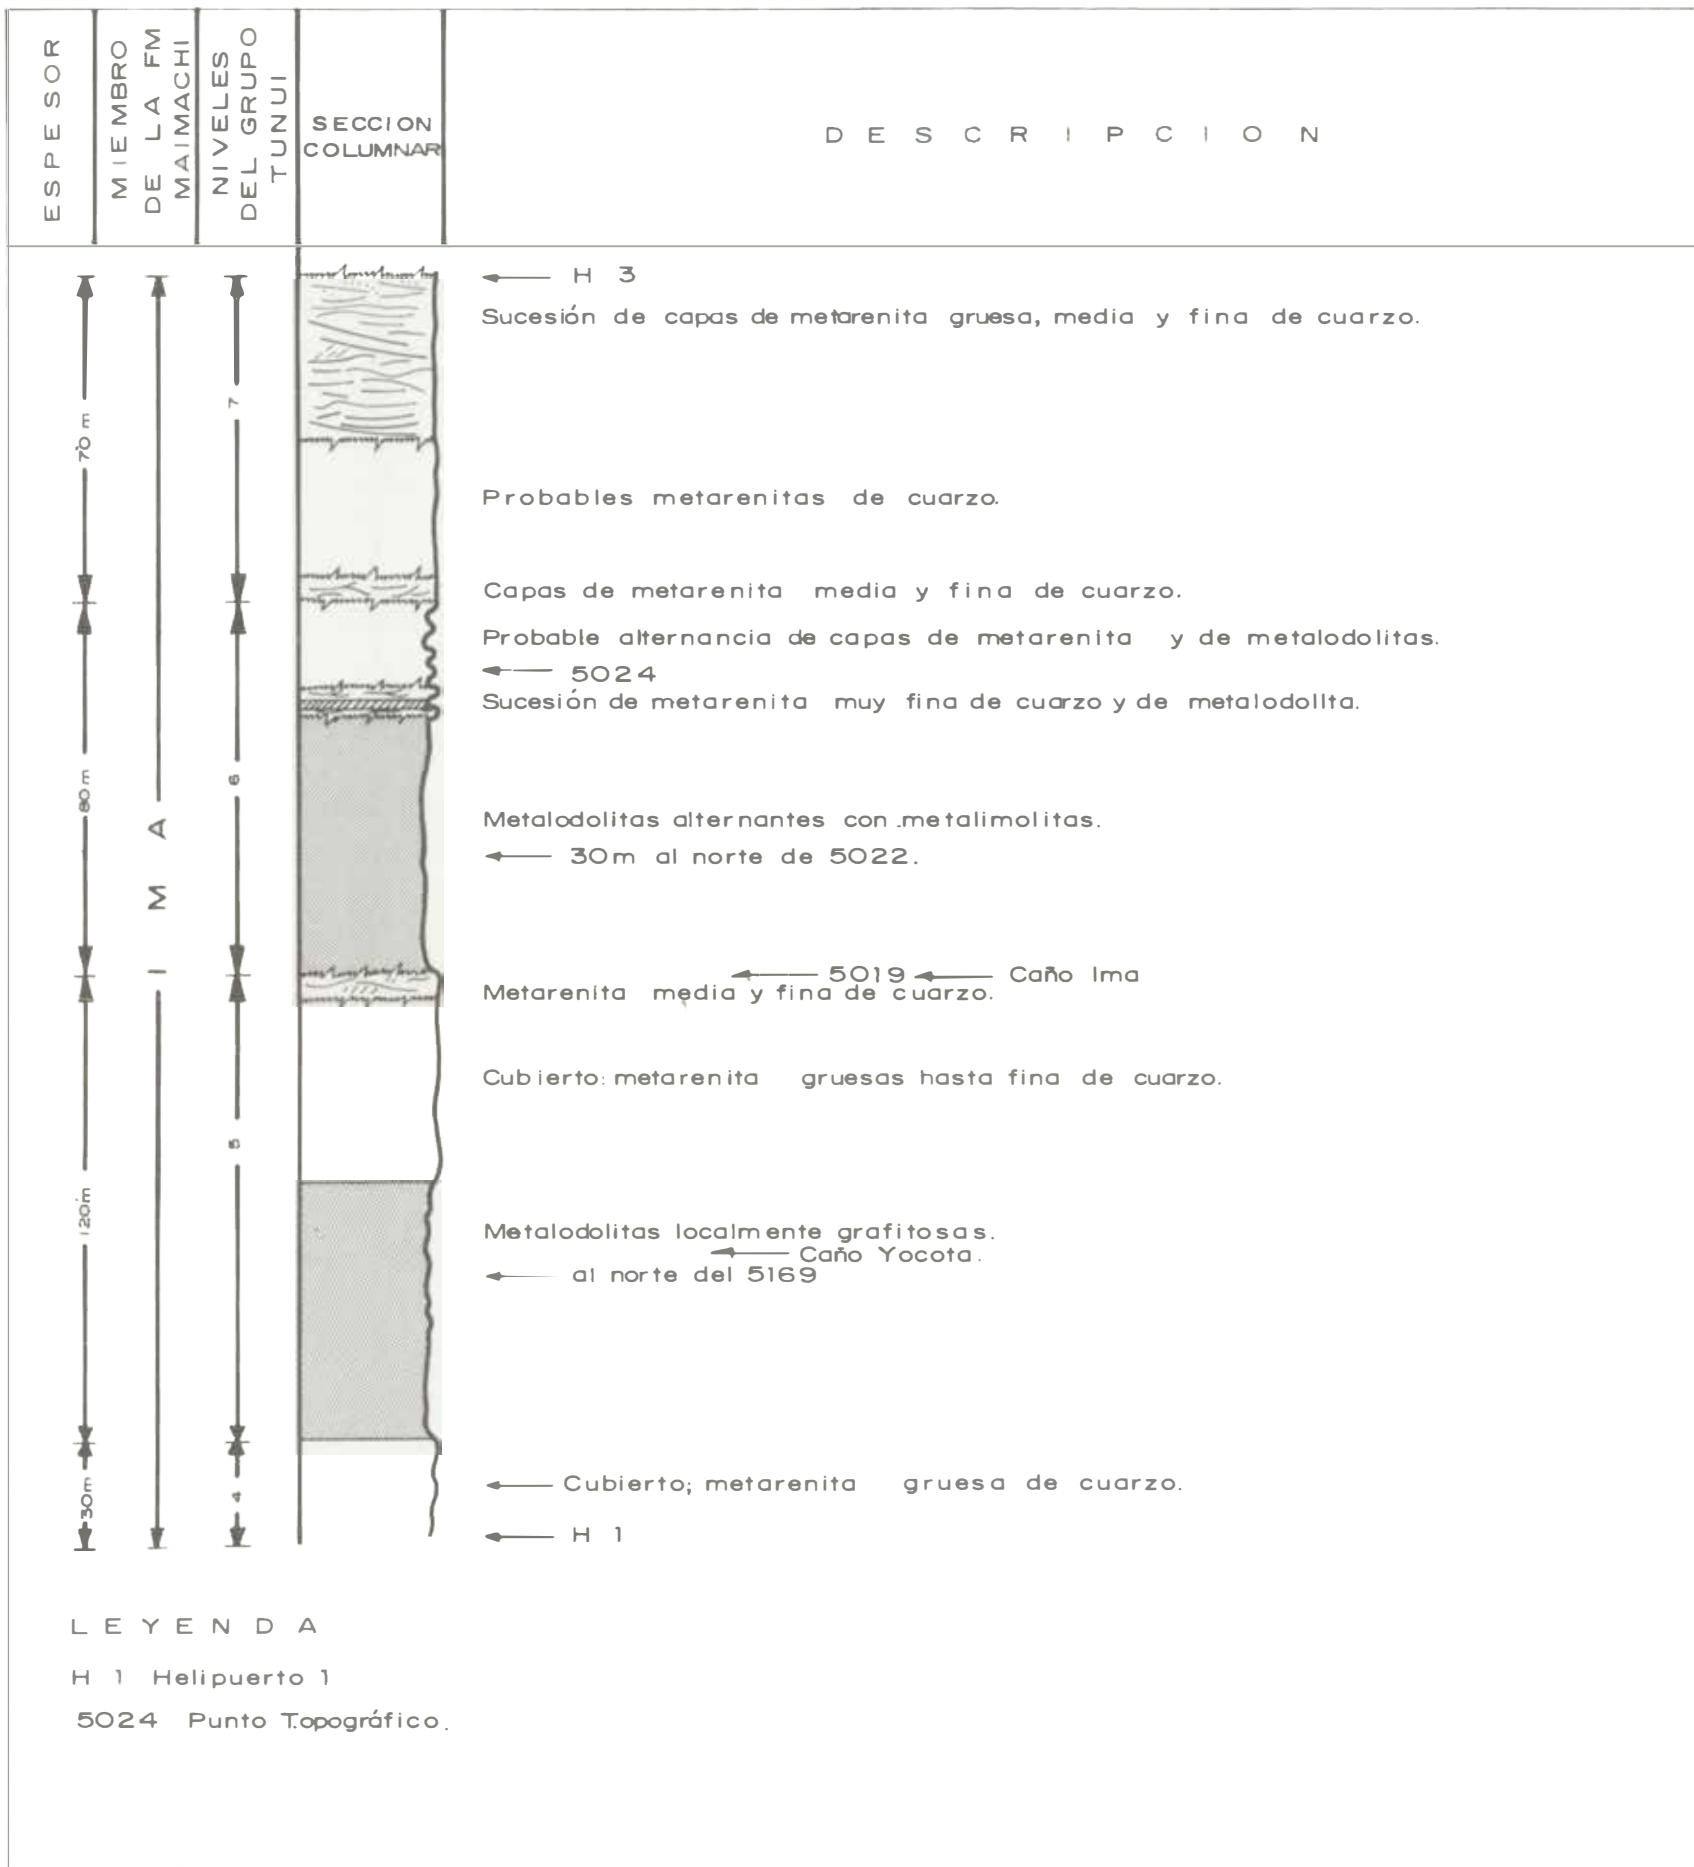 ESPESOR
MIEMBRO
DE LA FM
MAIMACHI
NIVELES
DEL GRUPO
TUNUI
SECCION
COLUMNAR
DESCRIPCION
H 3
Sucesión de capas de metarenita gruesa, media y fina de cuarzo.
7
70 m
Probables metarenitas de cuarzo.
Capas de metarenita media y fina de cuarzo.
Probable alternancia de capas de metarenita y de metalodolitas.
5024
Sucesión de metarenita muy fina de cuarzo y de metalodolita.
80 m
6
Metalodolitas alternantes con metalimolitas.
30m al norte de 5022.
IMA
5019 Caño Ima
Metarenita media y fina de cuarzo.
Cubierto: metarenita gruesas hasta fina de cuarzo.
5
120m
Metalodolitas localmente grafitosas.
Caño Yocota.
al norte del 5169
30m
4
Cubierto; metarenita gruesa de cuarzo.
H 1
LEYENDA
H 1 Helipuerto 1
5024 Punto Topográfico.